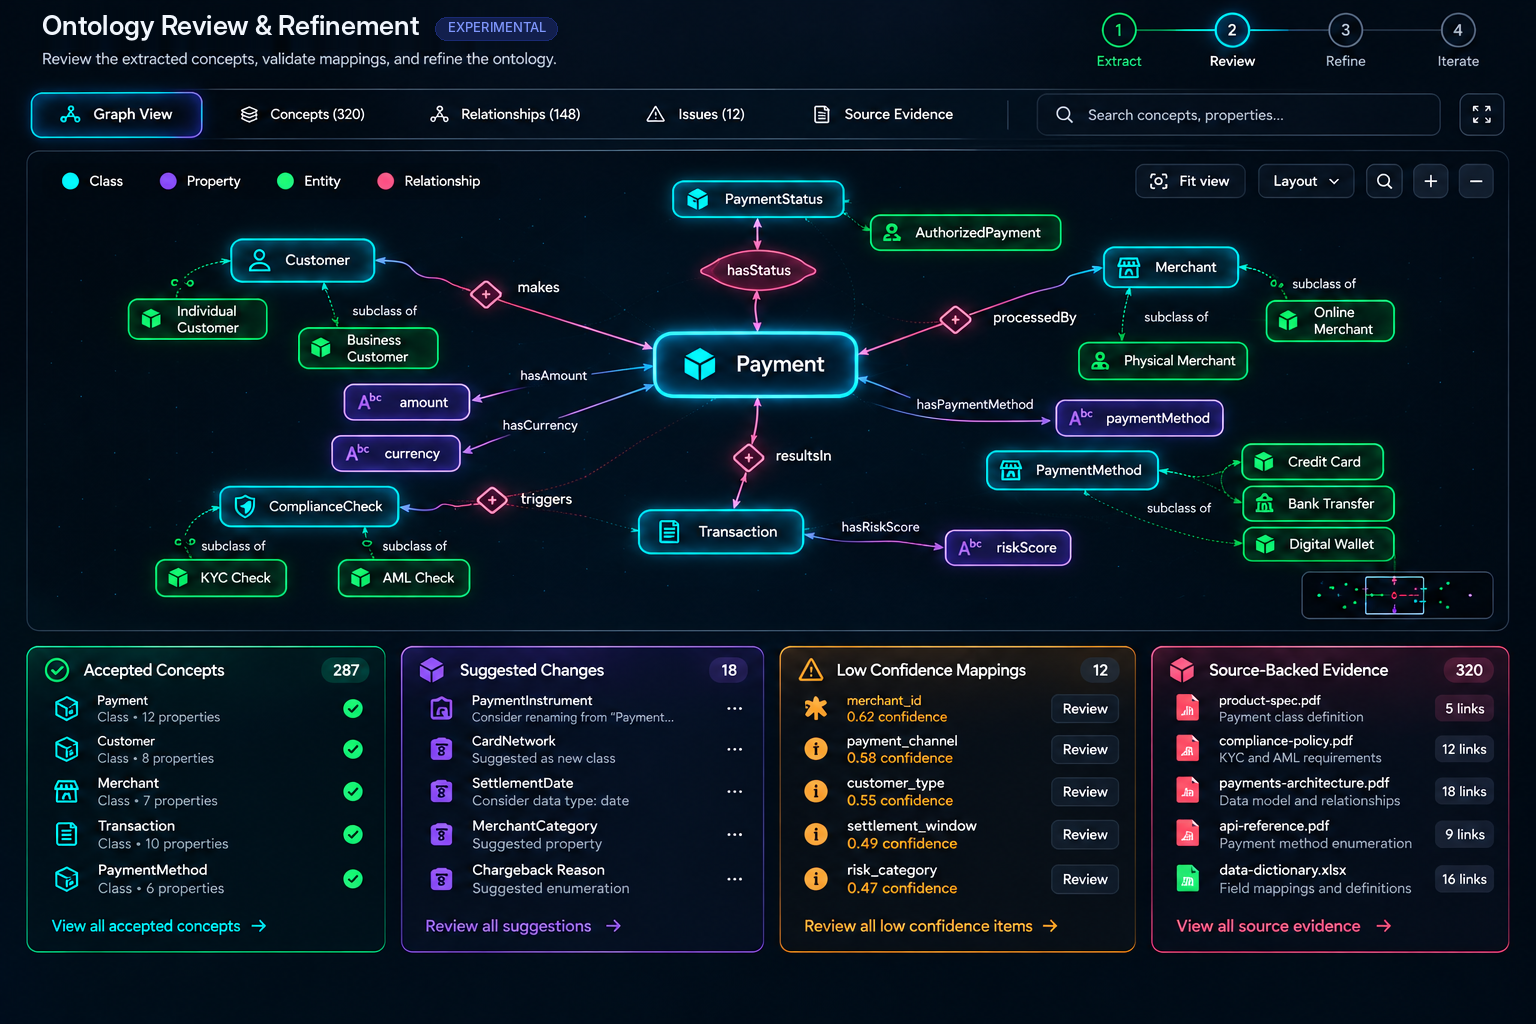 Ontology Review & Refinement
EXPERIMENTAL
Review the extracted concepts, validate mappings, and refine the ontology.
1
2
3
4
Extract
Review
Refine
Iterate
Graph View
Concepts (320)
Relationships (148)
Issues (12)
Source Evidence
Search concepts, properties...
Class
Property
Entity
Relationship
Fit view
Layout
PaymentStatus
AuthorizedPayment
Customer
hasStatus
Merchant
makes
subclass of
Individual
Customer
subclass of
Business
Customer
processedBy
subclass of
Online
Merchant
Physical Merchant
Payment
hasAmount
Abc amount
hasCurrency
Abc currency
hasPaymentMethod
Abc paymentMethod
resultsIn
PaymentMethod
Credit Card
Bank Transfer
Digital Wallet
subclass of
ComplianceCheck
triggers
Transaction
hasRiskScore
Abc riskScore
subclass of
subclass of
KYC Check
AML Check
Accepted Concepts
287
Payment
Class • 12 properties
Customer
Class • 8 properties
Merchant
Class • 7 properties
Transaction
Class • 10 properties
PaymentMethod
Class • 6 properties
View all accepted concepts →
Suggested Changes
18
PaymentInstrument
Consider renaming from "Payment...
CardNetwork
Suggested as new class
SettlementDate
Consider data type: date
MerchantCategory
Suggested property
Chargeback Reason
Suggested enumeration
Review all suggestions →
Low Confidence Mappings
12
merchant_id
0.62 confidence
Review
payment_channel
0.58 confidence
Review
customer_type
0.55 confidence
Review
settlement_window
0.49 confidence
Review
risk_category
0.47 confidence
Review
Review all low confidence items →
Source-Backed Evidence
320
product-spec.pdf
Payment class definition
5 links
compliance-policy.pdf
KYC and AML requirements
12 links
payments-architecture.pdf
Data model and relationships
18 links
api-reference.pdf
Payment method enumeration
9 links
data-dictionary.xlsx
Field mappings and definitions
16 links
View all source evidence →